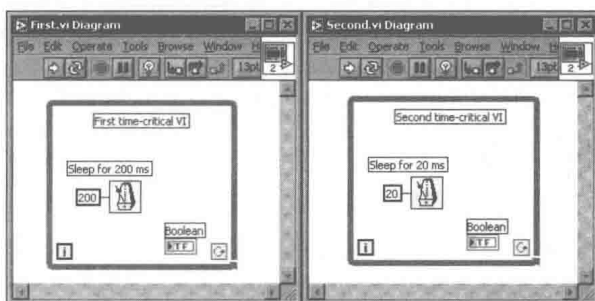 First.vi Diagram
File Edit Operate Tools Browse Window H
13pt
2
First time-critical VI
Sleep for 200 ms
200
Boolean
TF
i
Second.vi Diagram
File Edit Operate Tools Browse Window H
13pt
2
Second time-critical VI
Sleep for 20 ms
20
Boolean
TF
i